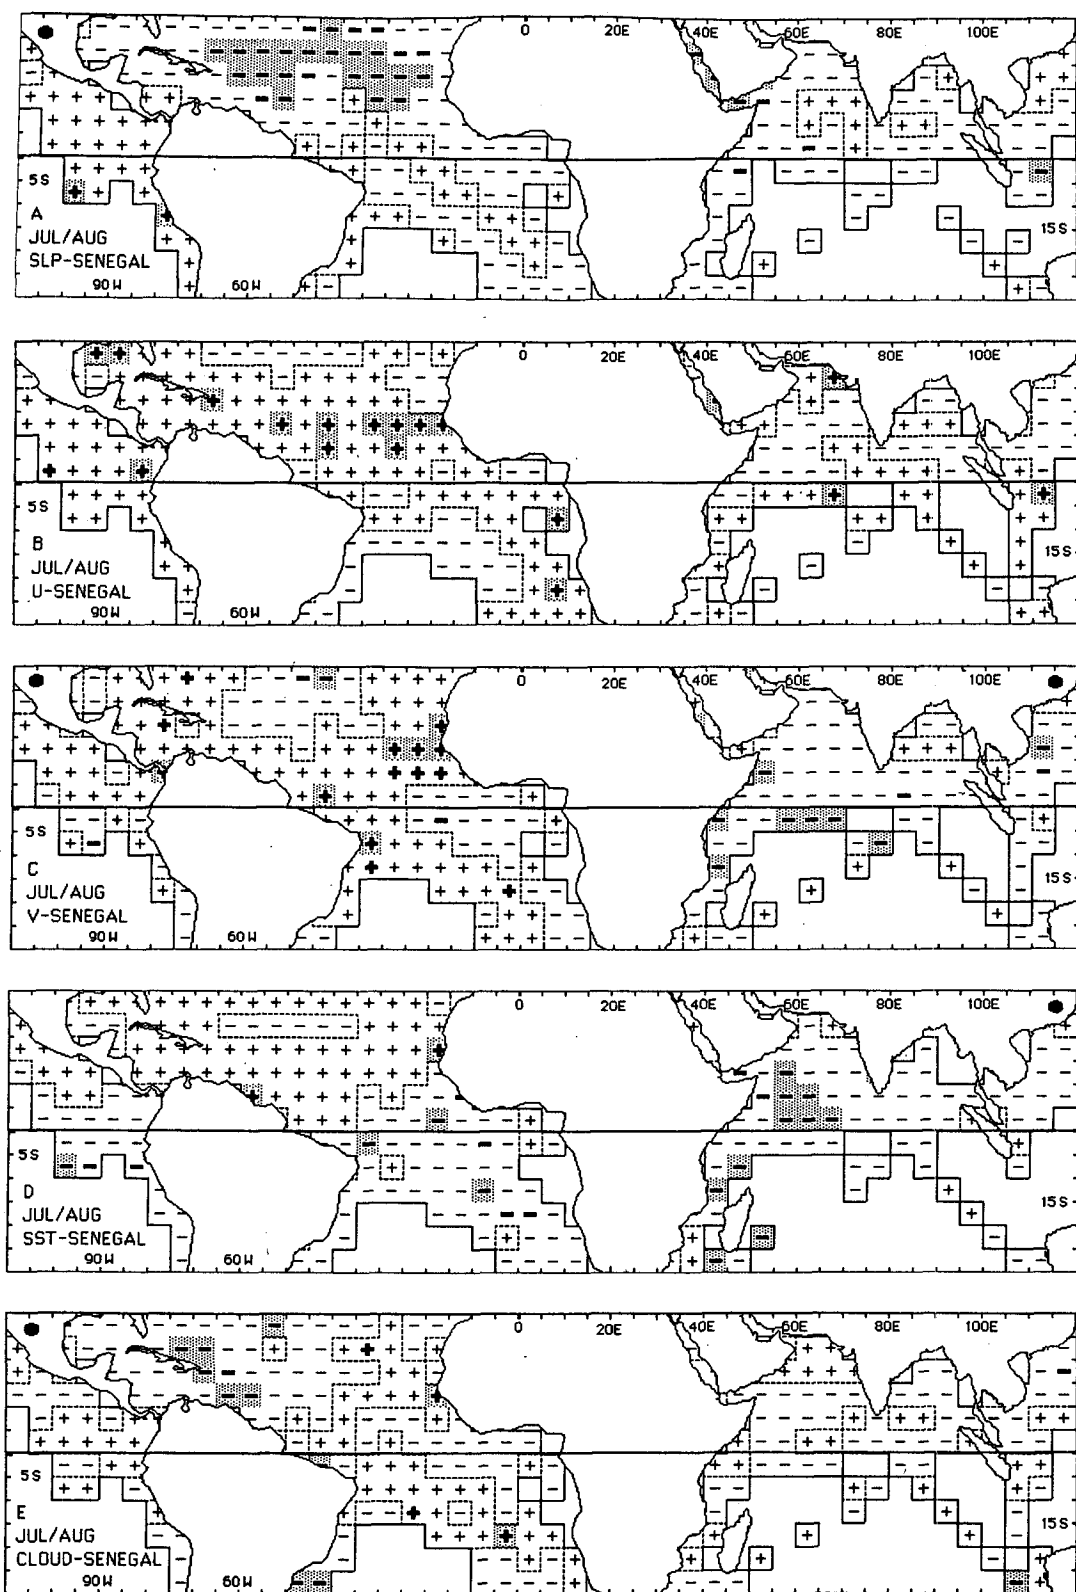 0 20E 40E 60E 80E 100E
5S
A
15S
JUL/AUG
SLP-SENEGAL
90W 60W
0 20E 40E 60E 80E 100E
5S
B
15S
JUL/AUG
U-SENEGAL
90W 60W
0 20E 40E 60E 80E 100E
5S
C
15S
JUL/AUG
V-SENEGAL
90W 60W
0 20E 40E 60E 80E 100E
5S
D
15S
JUL/AUG
SST-SENEGAL
90W 60W
0 20E 40E 60E 80E 100E
5S
E
15S
JUL/AUG
CLOUD-SENEGAL
90W 60W